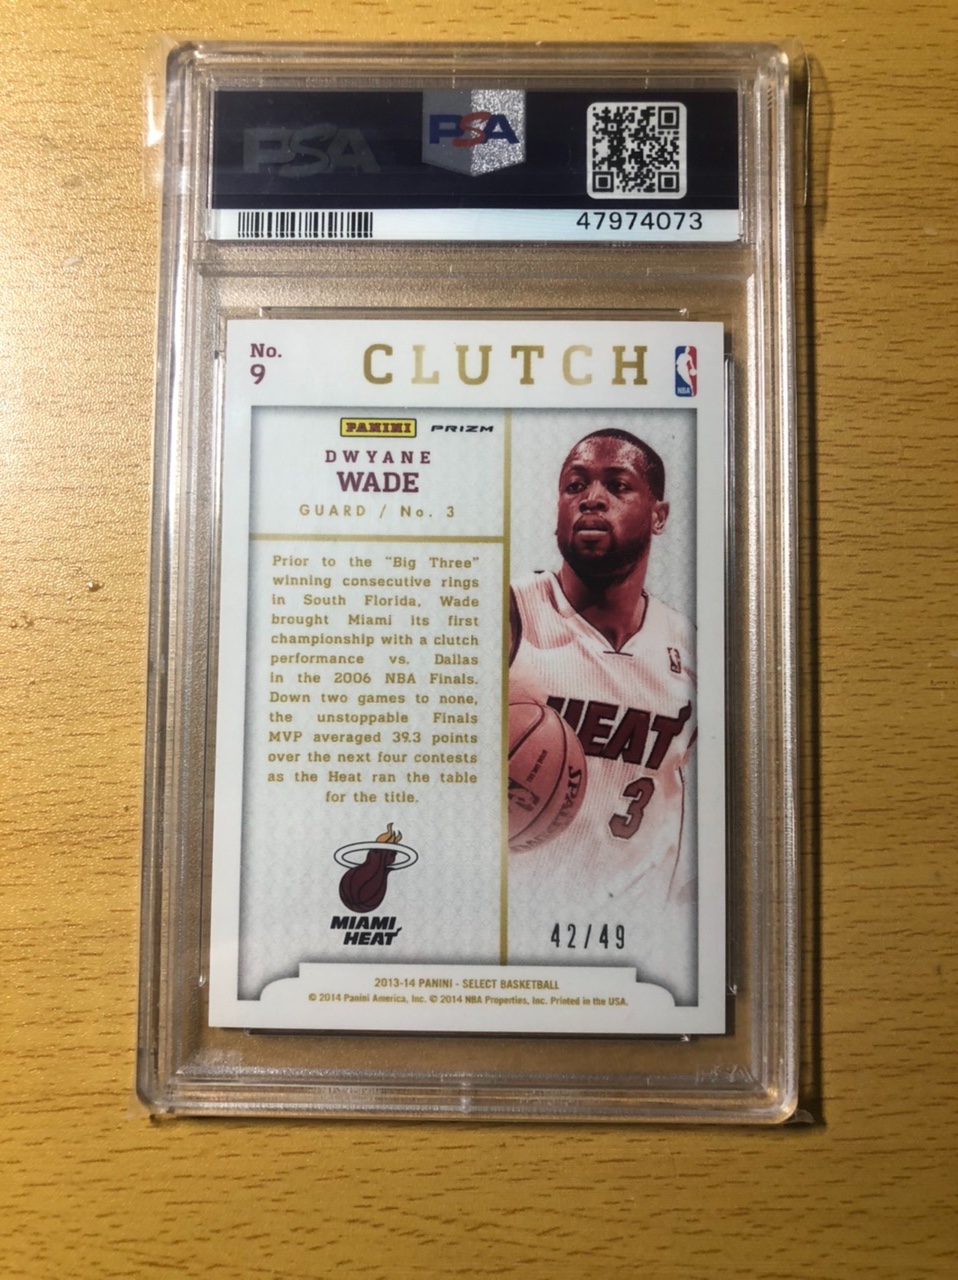 PSA
PSA
47974073
No.
9
CLUTCH
NBA
PANINI PRIZM
DWYANE
WADE
GUARD / No. 3
Prior to the "Big Three"
winning consecutive rings
in South Florida, Wade
brought Miami its first
championship with a clutch
performance vs. Dallas
in the 2006 NBA Finals.
Down two games to none,
the unstoppable Finals
MVP averaged 39.3 points
over the next four contests
as the Heat ran the table
for the title.
HEAT
3
SPALDING
MIAMI
HEAT
42/49
2013-14 PANINI - SELECT BASKETBALL
© 2014 Panini America, Inc. © 2014 NBA Properties, Inc. Printed in the USA.